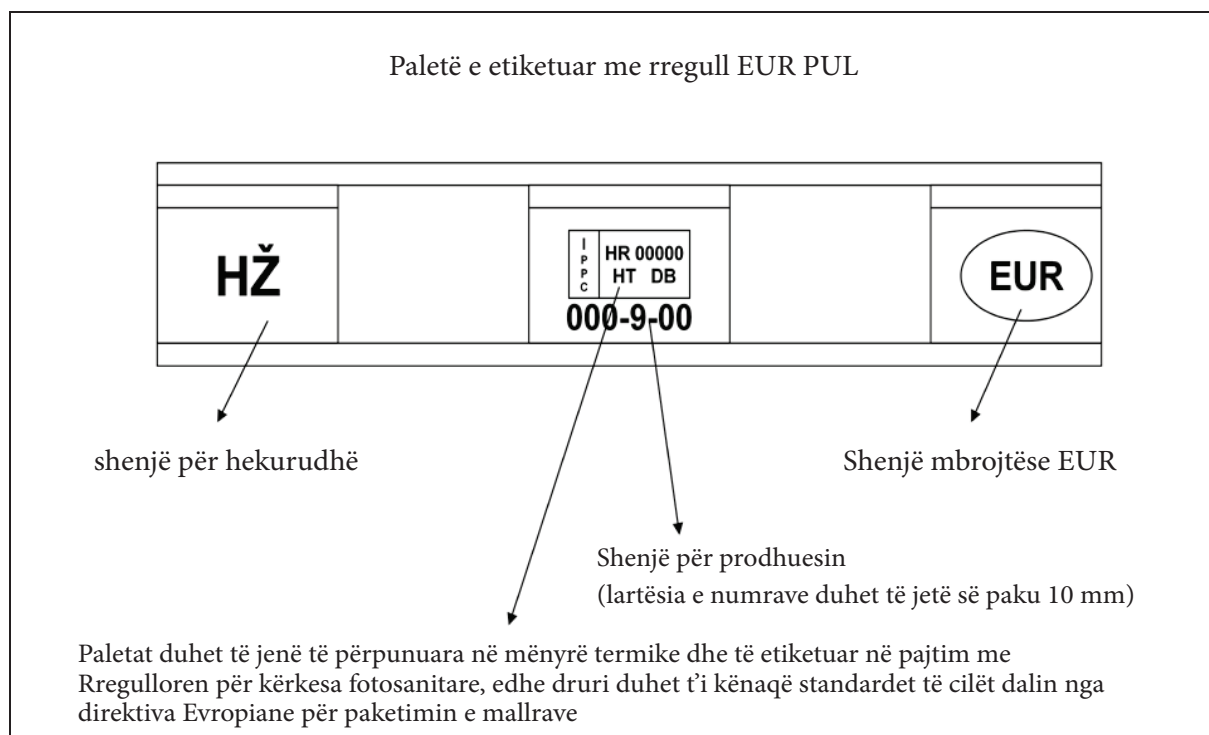 Paletë e etiketuar me rregull EUR PUL
HŽ
IPPC
HR 00000
HT DB
000-9-00
EUR
shenjë për hekurudhë
Shenjë mbrojtëse EUR
Shenjë për prodhuesin
(lartësia e numrave duhet të jetë së paku 10 mm)
Paletat duhet të jenë të përpunuara në mënyrë termike dhe të etiketuar në pajtim me
Rregulloren për kërkesa fotosanitare, edhe druri duhet t’i kënaqë standardet të cilët dalin nga
direktiva Evropiane për paketimin e mallrave